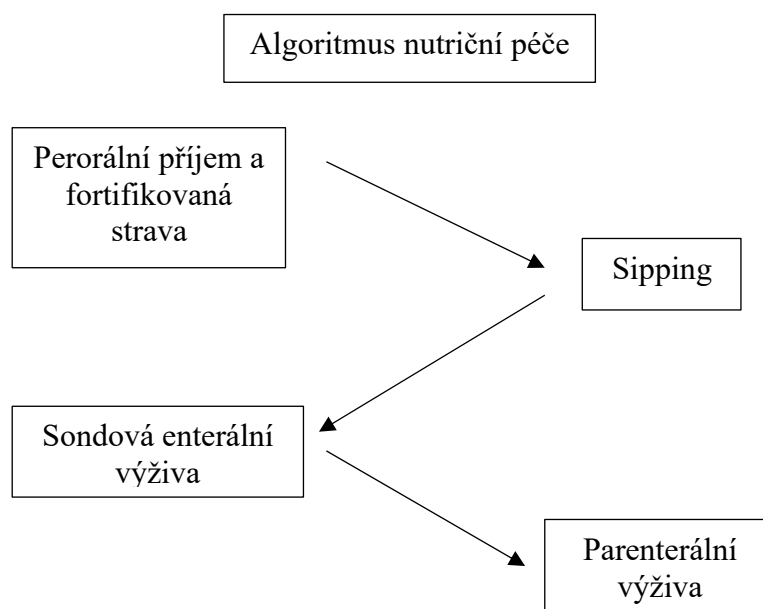 Algoritmus nutriční péče
Perorální příjem a
fortifikovaná
strava
Sipping
Sondová enterální
výživa
Parenterální
výživa